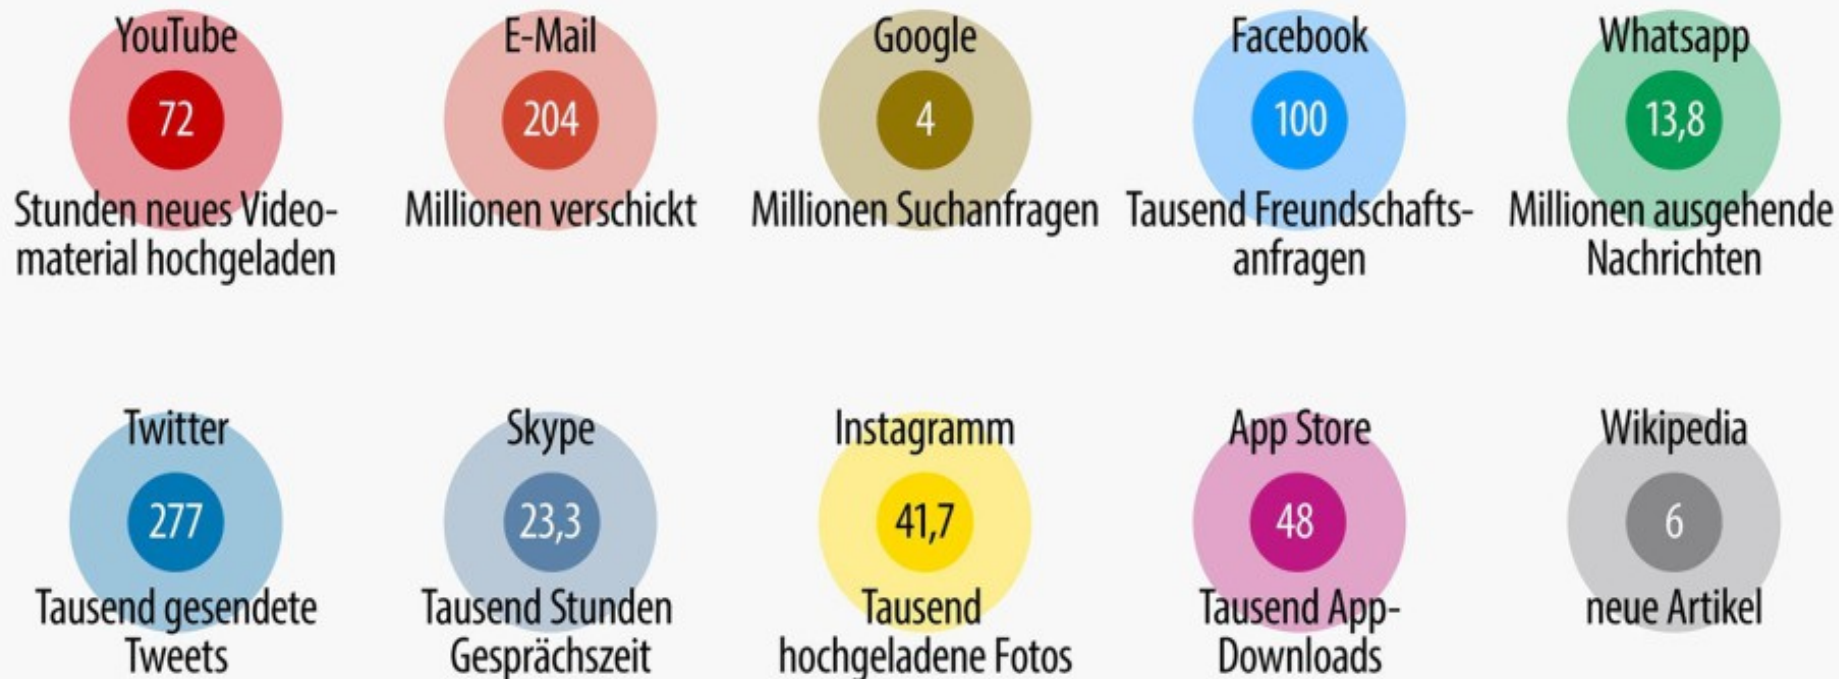 YouTube
72
Stunden neues Video-
material hochgeladen
E-Mail
204
Millionen verschickt
Google
4
Millionen Suchanfragen
Facebook
100
Tausend Freundschafts-
anfragen
Whatsapp
13,8
Millionen ausgehende
Nachrichten
Twitter
277
Tausend gesendete
Tweets
Skype
23,3
Tausend Stunden
Gesprächszeit
Instagramm
41,7
Tausend
hochgeladene Fotos
App Store
48
Tausend App-
Downloads
Wikipedia
6
neue Artikel